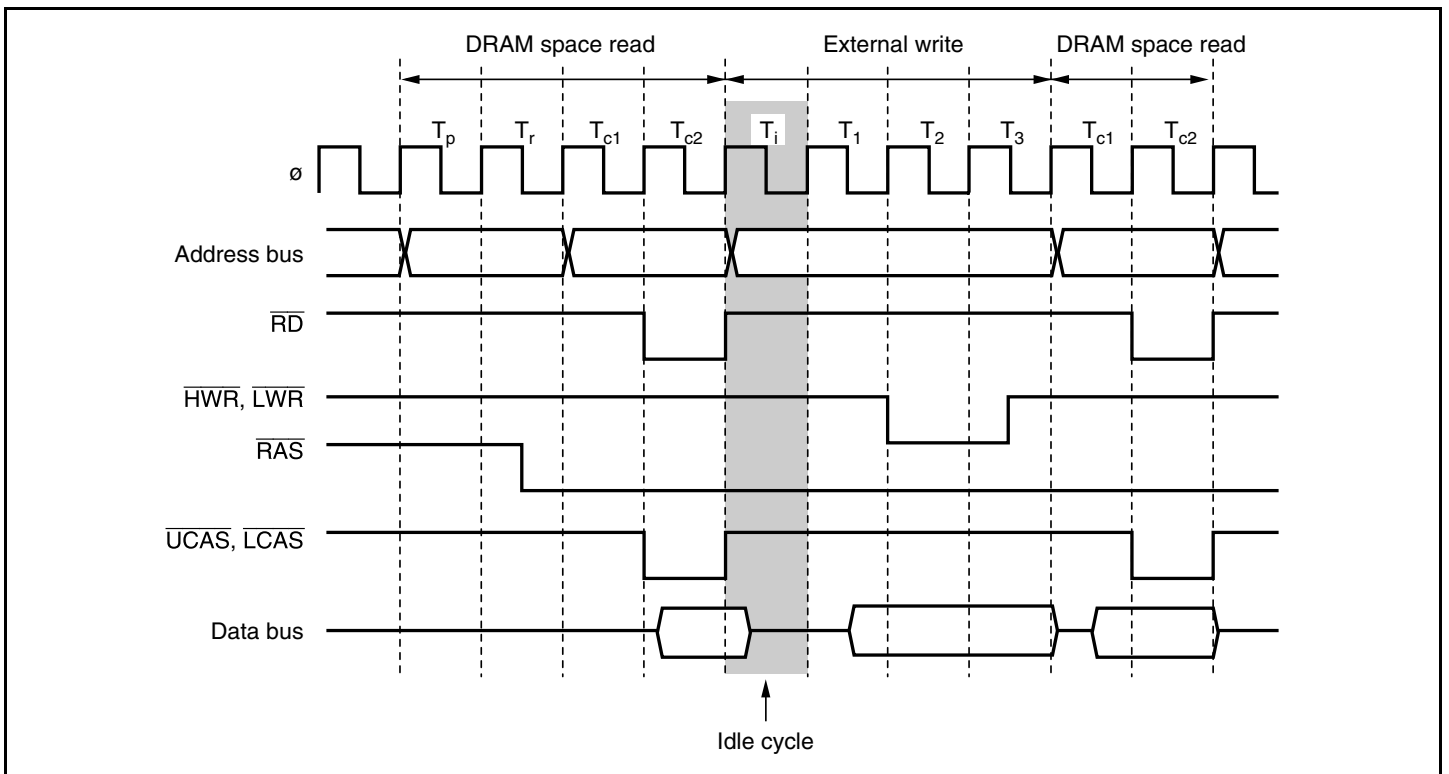 DRAM space read External write DRAM space read
Tp Tr Tc1 Tc2 Ti T1 T2 T3 Tc1 Tc2
ø
Address bus
RD
HWR, LWR
RAS
UCAS, LCAS
Data bus
Idle cycle